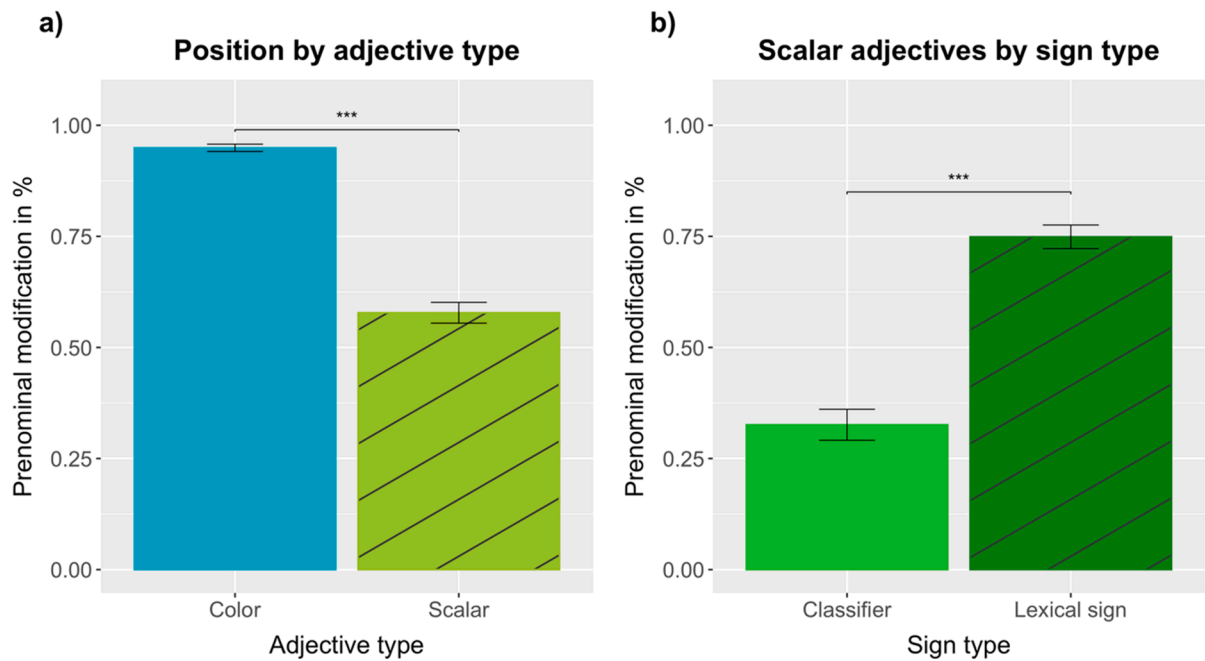 a)
Position by adjective type
Prenominal modification in %
1.00
0.75
0.50
0.25
0.00
***
Color
Scalar
Adjective type
b)
Scalar adjectives by sign type
Prenominal modification in %
1.00
0.75
0.50
0.25
0.00
***
Classifier
Lexical sign
Sign type